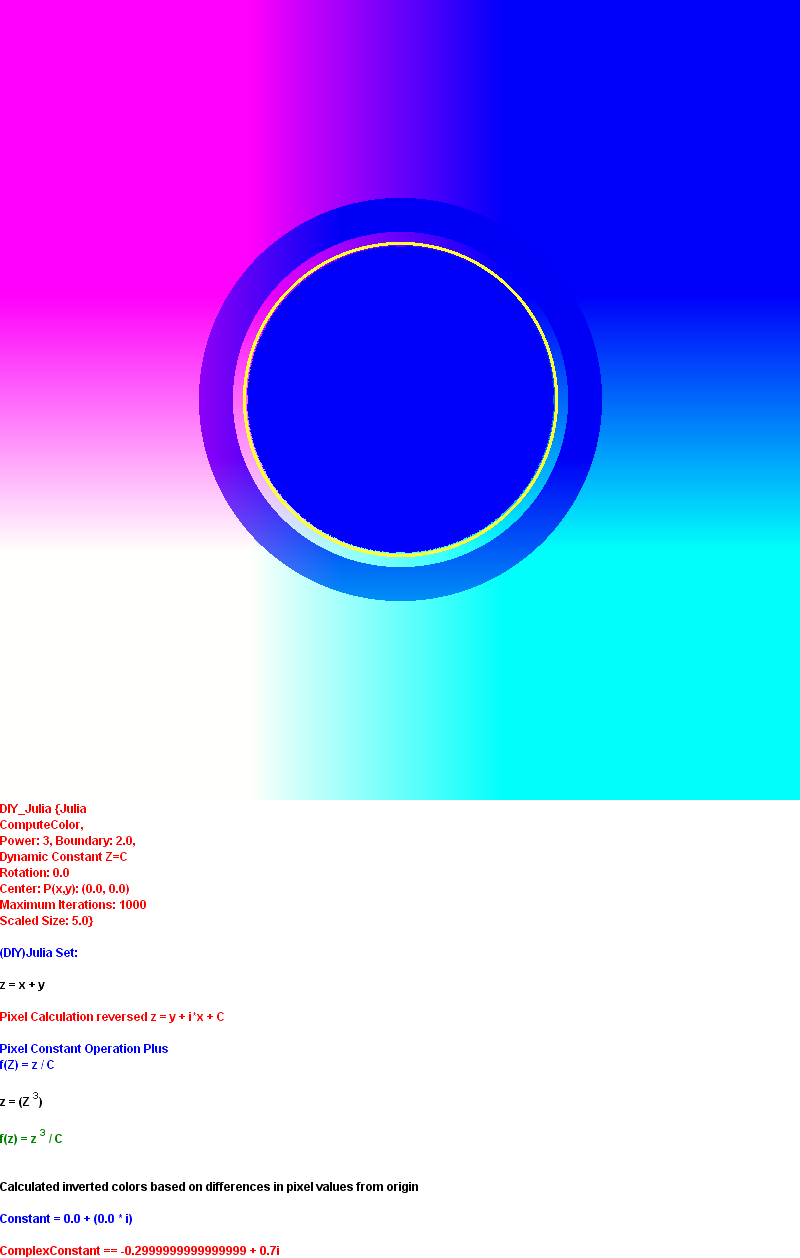 DIY_Julia {Julia
ComputeColor,
Power: 3, Boundary: 2.0,
Dynamic Constant Z=C
Rotation: 0.0
Center: P(x,y): (0.0, 0.0)
Maximum Iterations: 1000
Scaled Size: 5.0}
(DIY)Julia Set:
z = x + y
Pixel Calculation reversed z = y + i*x + C
Pixel Constant Operation Plus
f(Z) = z / C
z = (Z ³)
f(z) = z ³ / C
Calculated inverted colors based on differences in pixel values from origin
Constant = 0.0 + (0.0 * i)
ComplexConstant == -0.2999999999999999 + 0.7i